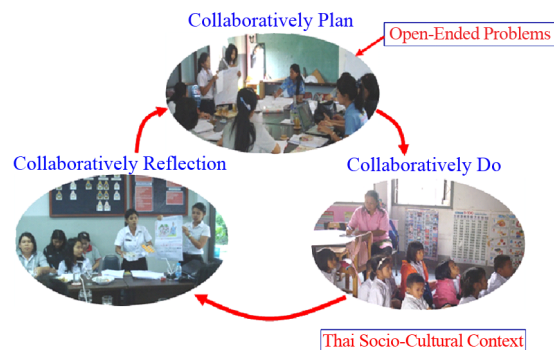 Collaboratively Plan
Open-Ended Problems
Collaboratively Reflection
Collaboratively Do
Thai Socio-Cultural Context